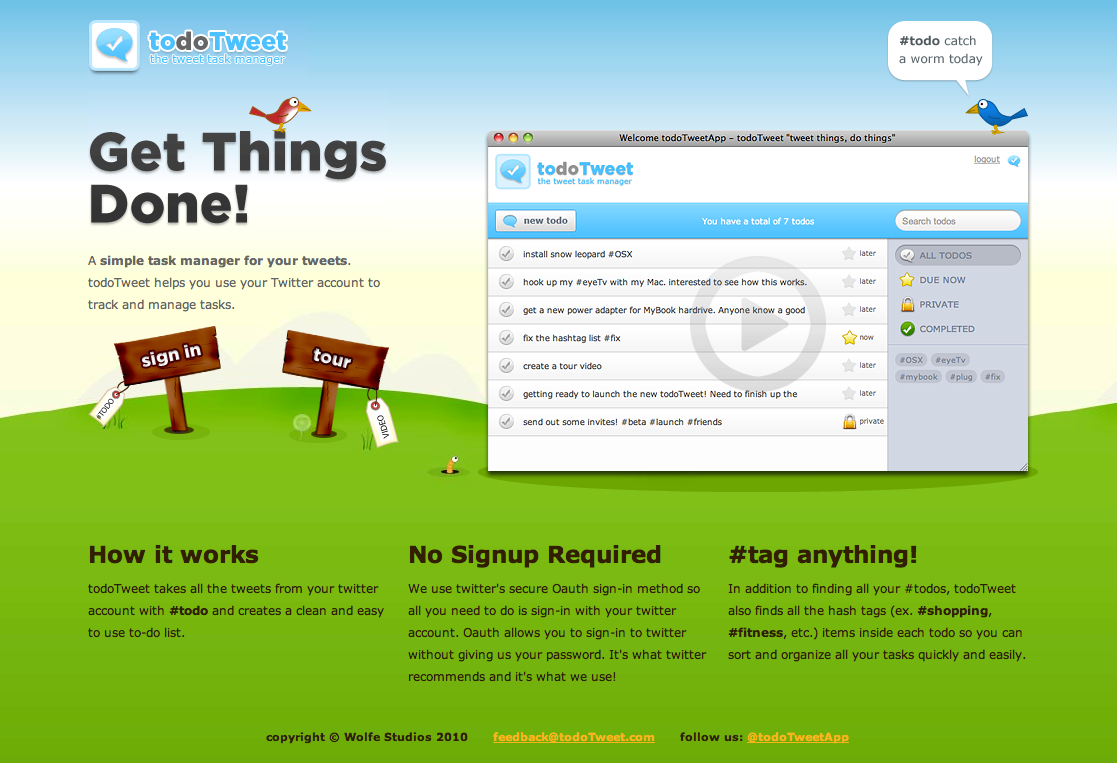 todoTweet
the tweet task manager
#todo catch
a worm today
Get Things
Done!
A simple task manager for your tweets.
todoTweet helps you use your Twitter account to
track and manage tasks.
sign in
tour
#TODO
VIDEO
Welcome todoTweetApp – todoTweet "tweet things, do things"
todoTweet
the tweet task manager
logout
new todo
You have a total of 7 todos
Search todos
install snow leopard #OSX
later
hook up my #eyeTv with my Mac. interested to see how this works.
later
get a new power adapter for MyBook hardrive. Anyone know a good
later
fix the hashtag list #fix
now
create a tour video
later
getting ready to launch the new todoTweet! Need to finish up the
later
send out some invites! #beta #launch #friends
private
ALL TODOS
DUE NOW
PRIVATE
COMPLETED
#OSX #eyeTv
#mybook #plug #fix
How it works
todoTweet takes all the tweets from your twitter
account with #todo and creates a clean and easy
to use to-do list.
No Signup Required
We use twitter's secure Oauth sign-in method so
all you need to do is sign-in with your twitter
account. Oauth allows you to sign-in to twitter
without giving us your password. It's what twitter
recommends and it's what we use!
#tag anything!
In addition to finding all your #todos, todoTweet
also finds all the hash tags (ex. #shopping,
#fitness, etc.) items inside each todo so you can
sort and organize all your tasks quickly and easily.
copyright © Wolfe Studios 2010 feedback@todoTweet.com follow us: @todoTweetApp